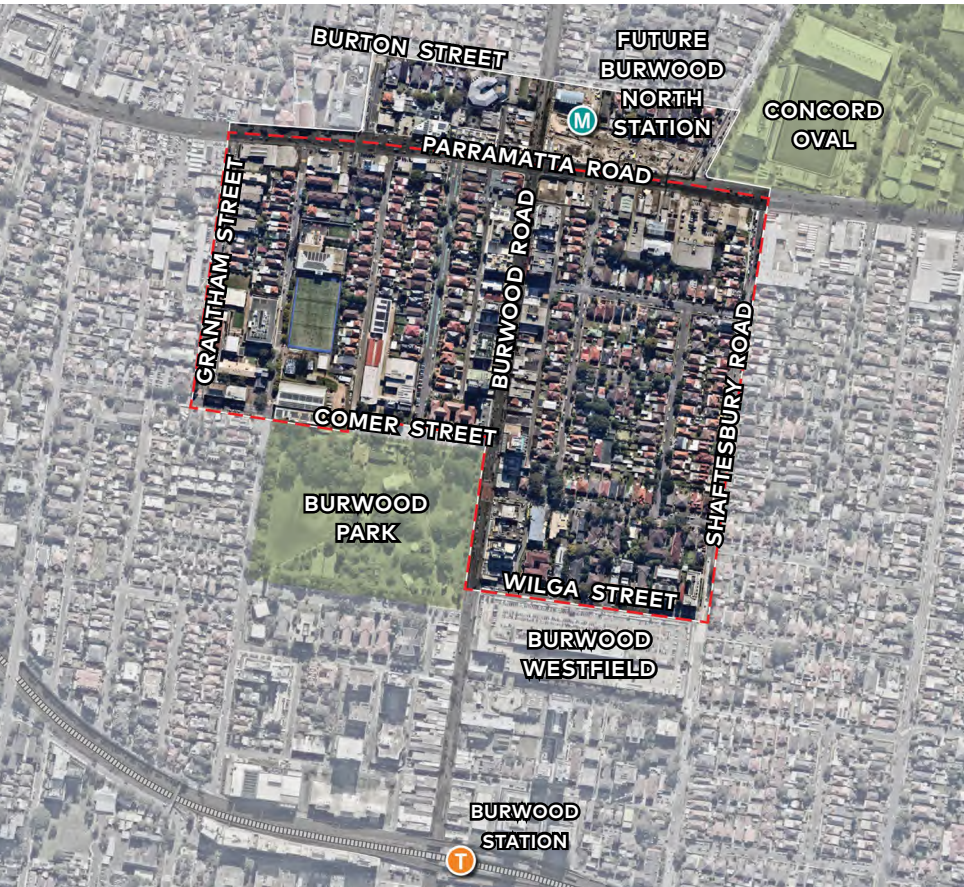 BURTON STREET
FUTURE
BURWOOD
NORTH
STATION
M
CONCORD
OVAL
PARRAMATTA ROAD
GRANTHAM STREET
BURWOOD ROAD
SHAFTESBURY ROAD
COMER STREET
BURWOOD
PARK
WILGA STREET
BURWOOD
WESTFIELD
BURWOOD
STATION
T